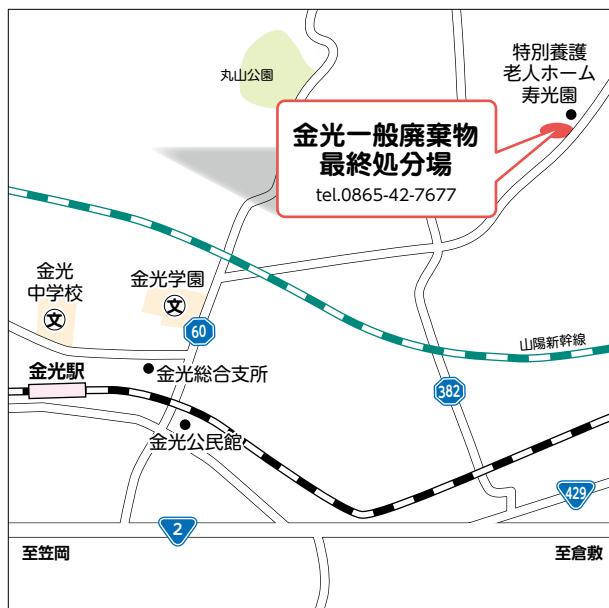 特別養護
老人ホーム
寿光園
丸山公園
金光一般廃棄物
最終処分場
tel.0865-42-7677
金光
中学校
文
金光学園
文
60
山陽新幹線
金光駅
金光総合支所
382
金光公民館
429
2
至笠岡
至倉敷